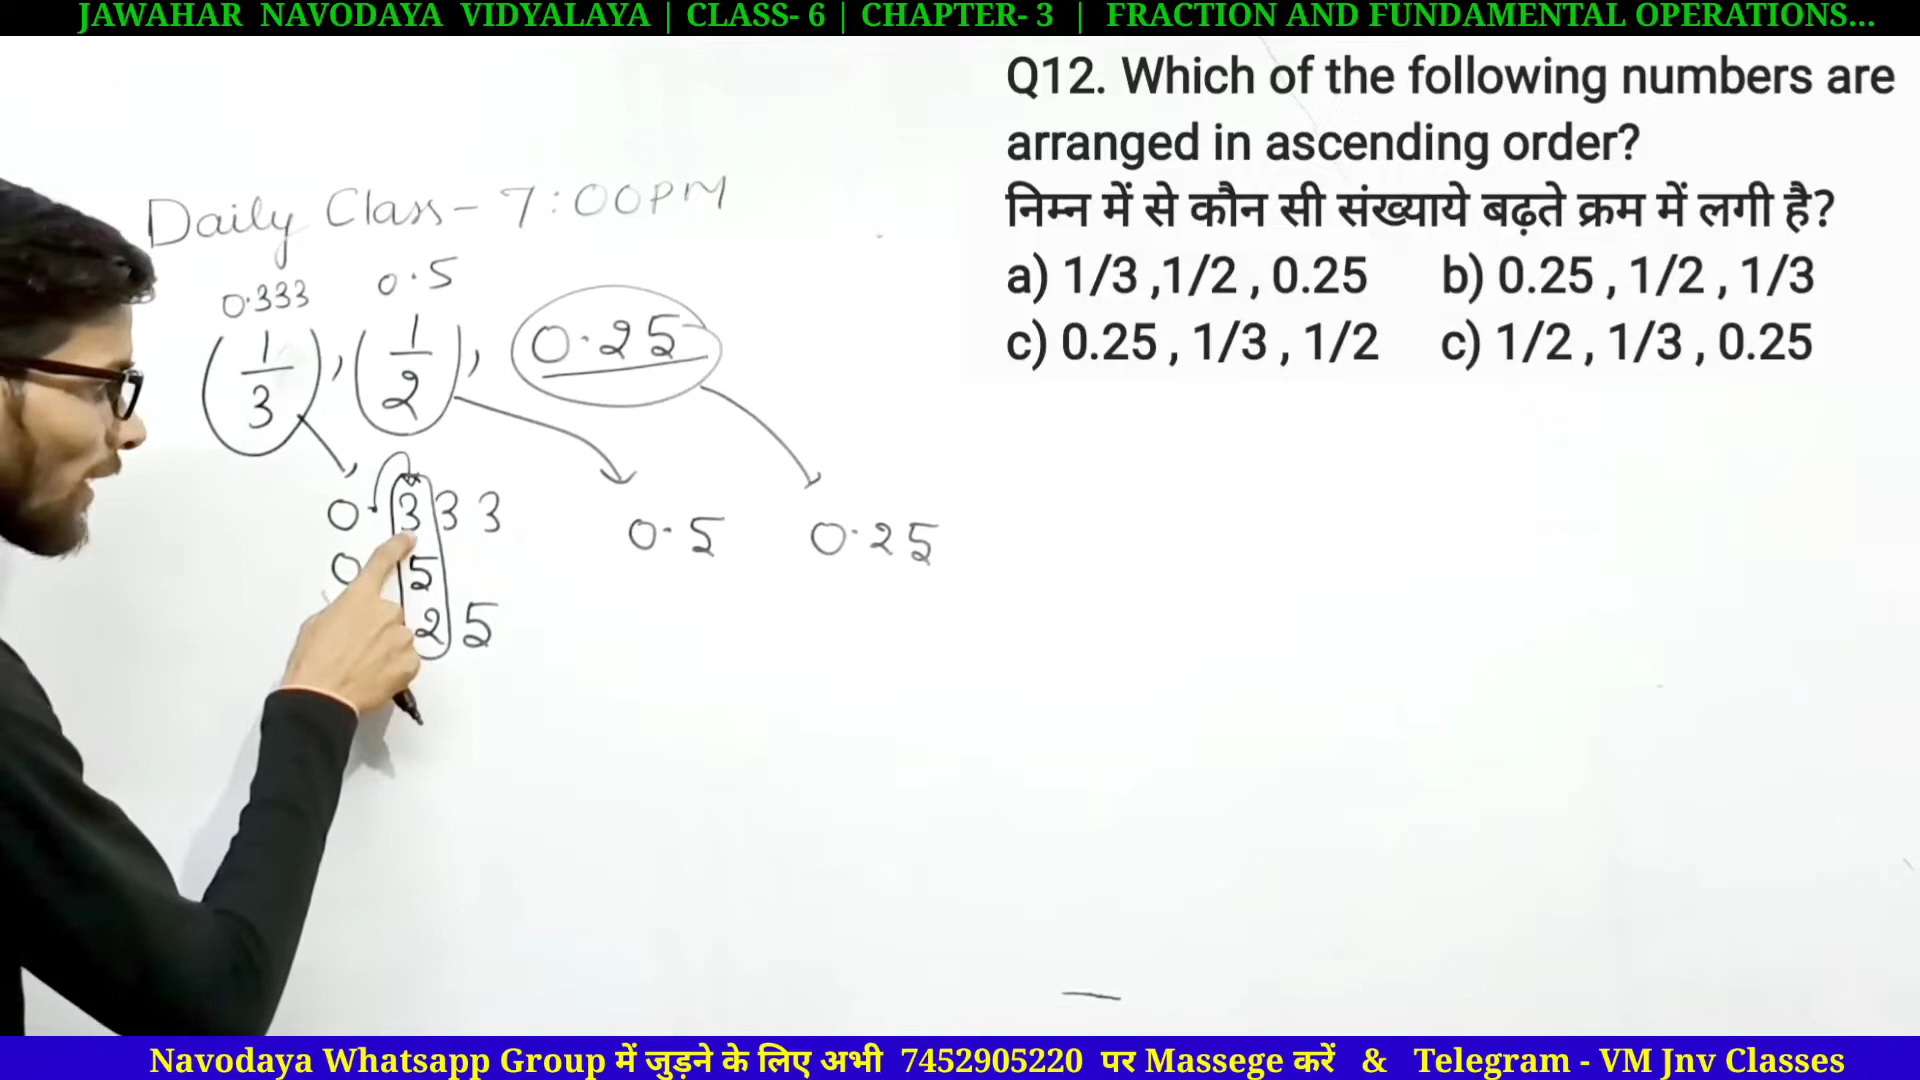 JAWAHAR NAVODAYA VIDYALAYA | CLASS- 6 | CHAPTER- 3 | FRACTION AND FUNDAMENTAL OPERATIONS...
Q12. Which of the following numbers are
arranged in ascending order?
निम्न में से कौन सी संख्याये बढ़ते क्रम में लगी है?
a) 1/3 ,1/2 , 0.25 b) 0.25 , 1/2 , 1/3
c) 0.25 , 1/3 , 1/2 c) 1/2 , 1/3 , 0.25
Daily Class - 7:00PM
0.333 0.5
(1/3), (1/2), 0.25
0.333 0.5 0.25
0 5
25
Navodaya Whatsapp Group में जुड़ने के लिए अभी 7452905220 पर Massege करें & Telegram - VM Jnv Classes